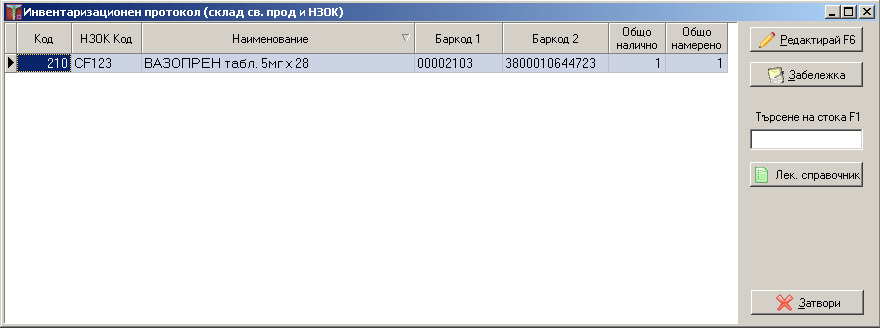 Инвентаризационен протокол (склад св. прод и НЗОК)
Код НЗОК Код Наименование Баркод 1 Баркод 2 Общо налично Общо намерено
210 CF123 ВАЗОПРЕН табл. 5мг x 28 00002103 3800010644723 1 1
Редактирай F6
Забележка
Търсене на стока F1
Лек. справочник
Затвори